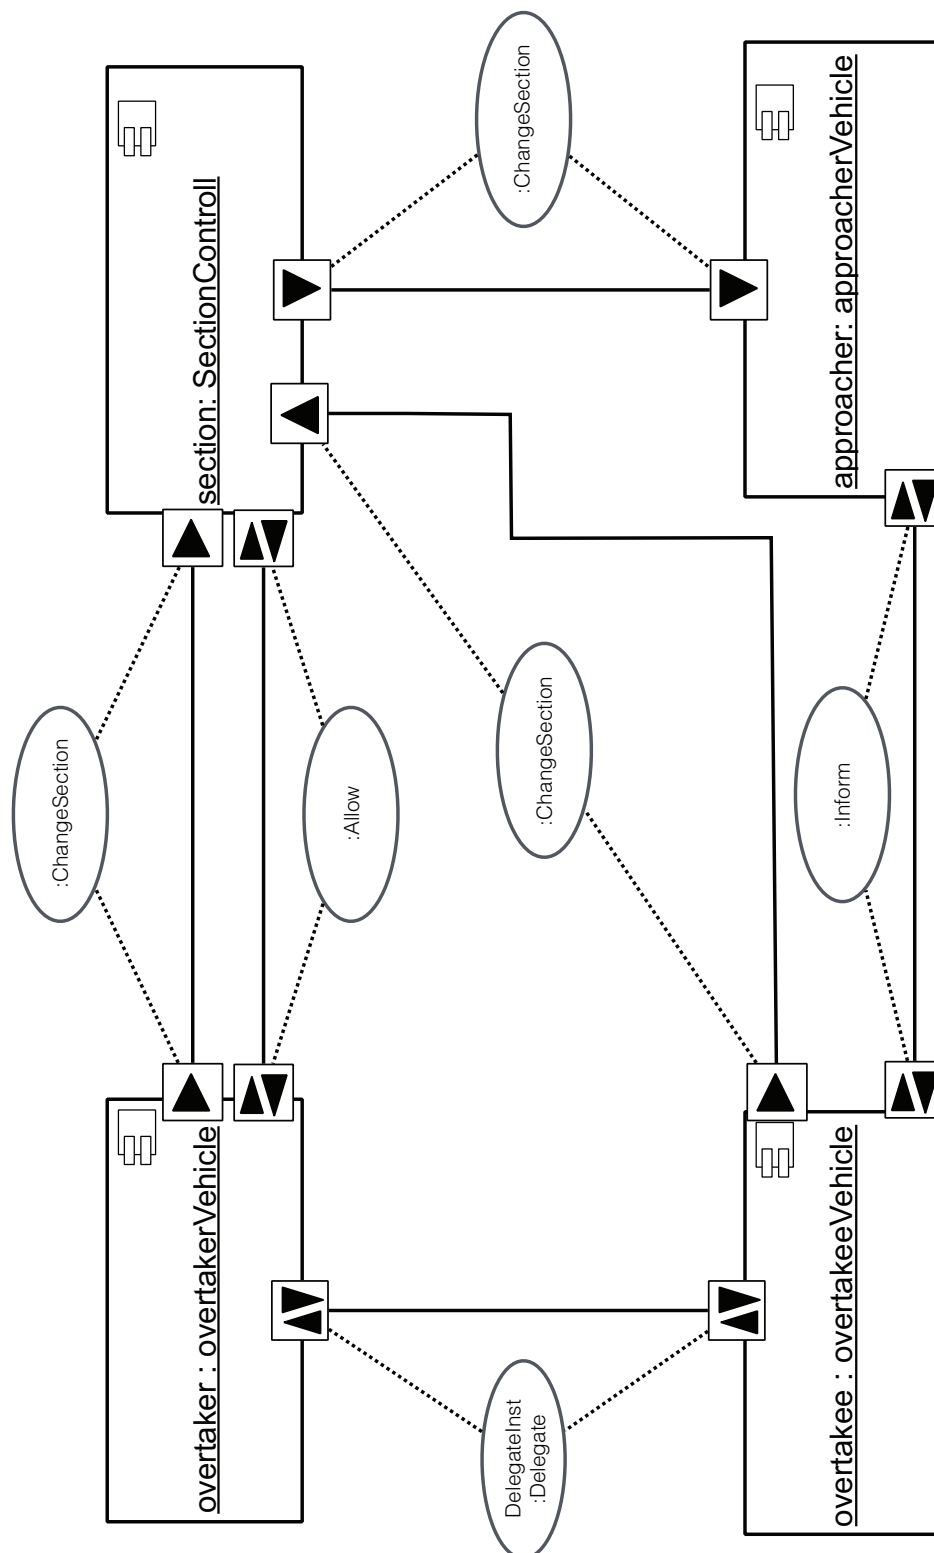 overtaker : overtakerVehicle
:ChangeSection
:Allow
section: SectionControll
DelegateInst
:Delegate
:ChangeSection
:ChangeSection
overtakee : overtakeeVehicle
:Inform
approacher: approacherVehicle